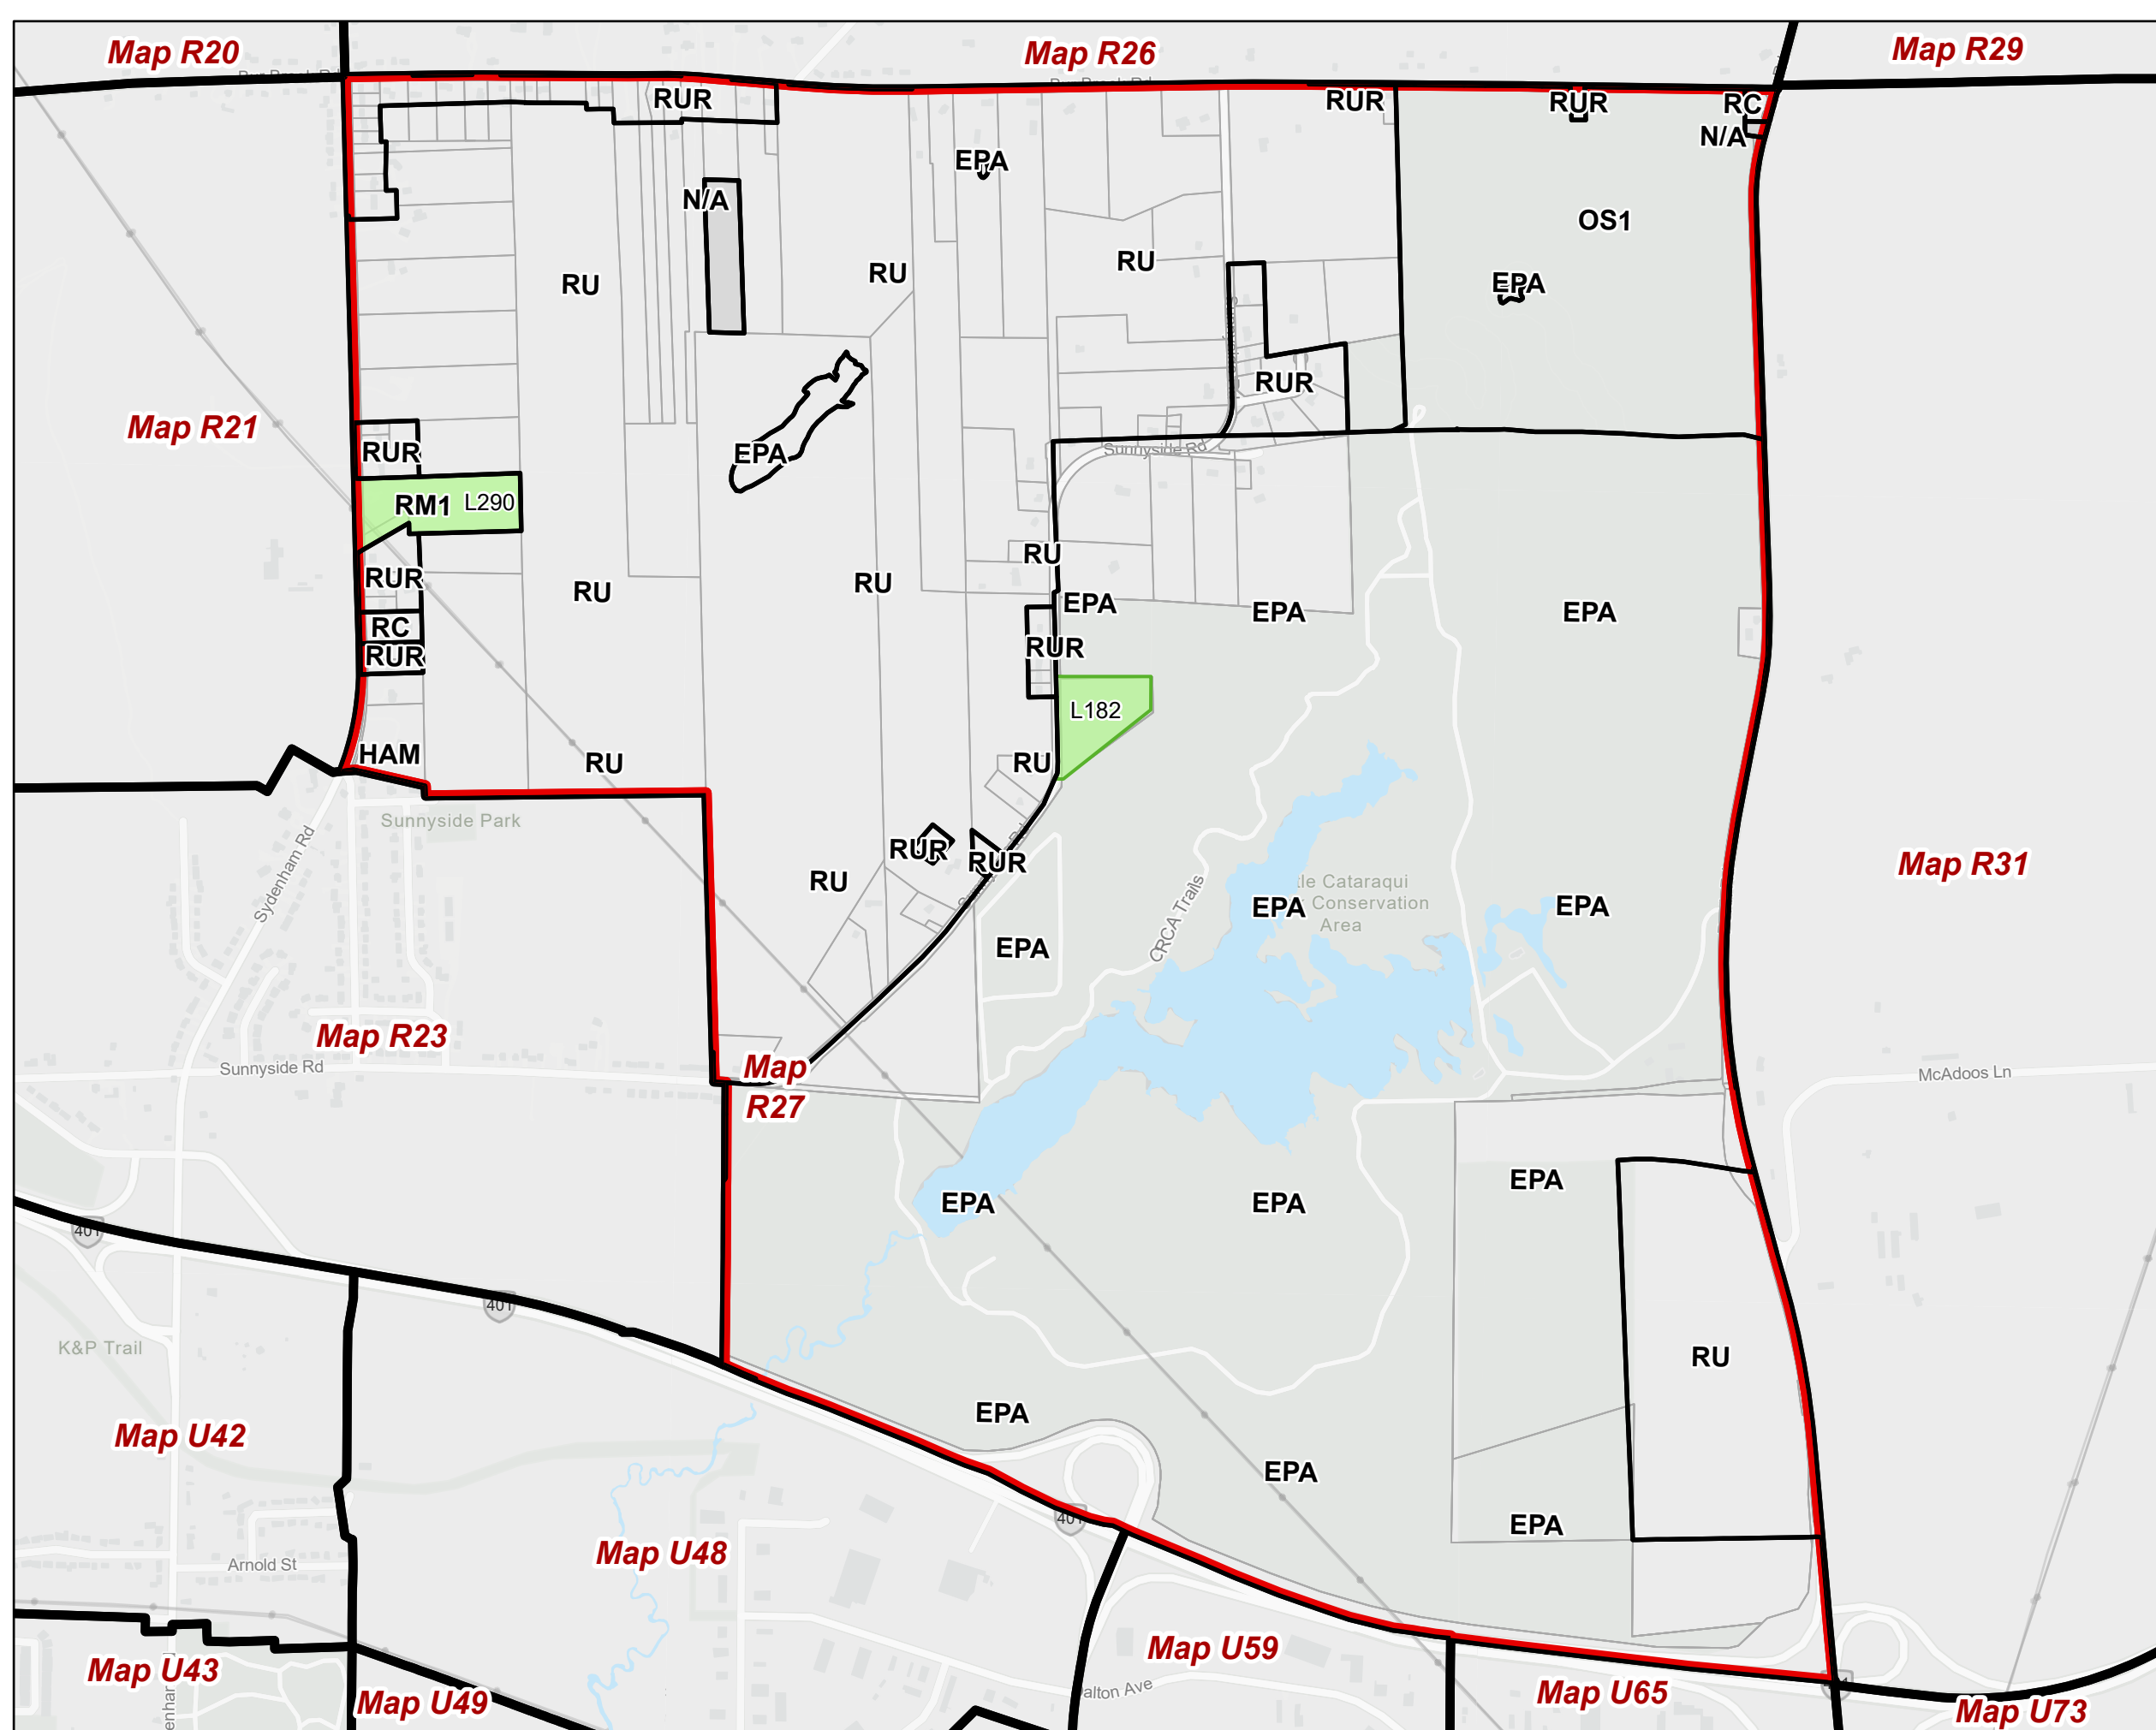 Map R20
Map R26
Map R29
RUR
RUR
RUR
RC
N/A
EPA
N/A
OS1
RU
RU
RU
EPA
RUR
Map R21
RUR
EPA
Sunnyside Rd
RM1 L290
RU
RUR
RU
RU
EPA
EPA
EPA
RC
RUR
RUR
L182
HAM
RU
RU
Sunnyside Park
Sydenham Rd
RUR
RUR
RU
Map R31
Cataraqui
EPA
Conservation
Area
EPA
CRCA Trails
EPA
Map R23
Sunnyside Rd
Map
R27
McAdoos Ln
EPA
EPA
EPA
401
401
K&P Trail
RU
EPA
Map U42
EPA
401
EPA
Map U48
Arnold St
Map U59
Map U43
Map U49
Map U65
Map U73